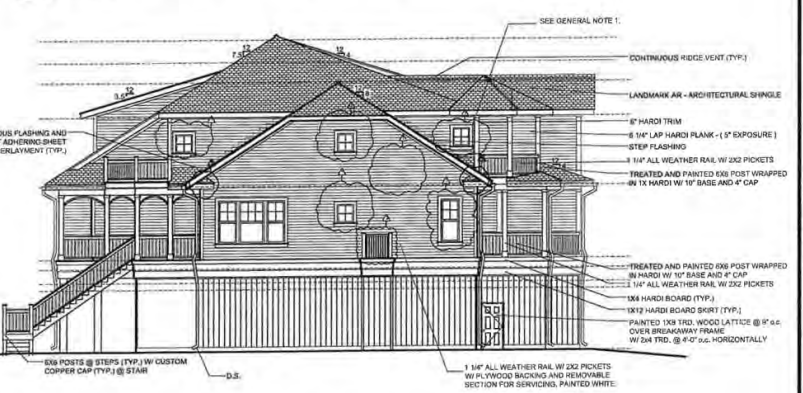 SEE GENERAL NOTE 1.
12
7.5
12
CONTINUOUS RIDGE VENT (TYP.)
12
3.5
LANDMARK AR - ARCHITECTURAL SHINGLE
6" HARDI TRIM
6 1/4" LAP HARDI PLANK - ( 5" EXPOSURE )
STEP FLASHING
1 1/4" ALL WEATHER RAIL W/ 2X2 PICKETS
TREATED AND PAINTED 6X6 POST WRAPPED
IN 1X HARDI W/ 10" BASE AND 4" CAP
OUS FLASHING AND
T ADHERING SHEET
ERLAYMENT (TYP.)
TREATED AND PAINTED 6X6 POST WRAPPED
IN HARDI W/ 10" BASE AND 4" CAP
1 1/4" ALL WEATHER RAIL W/ 2X2 PICKETS
1X4 HARDI BOARD (TYP.)
1X12 HARDI BOARD SKIRT (TYP.)
PAINTED 1X8 TRD. WOOD LATTICE @ 8" o.c.
OVER BREAKAWAY FRAME
W/ 2x4 TRD. @ 4'-0" o.c. HORIZONTALLY
6X6 POSTS @ STEPS (TYP.) W/ CUSTOM
COPPER CAP (TYP.) @ STAIR
D.S.
1 1/4" ALL WEATHER RAIL W/ 2X2 PICKETS
W/ PLYWOOD BACKING AND REMOVABLE
SECTION FOR SERVICING, PAINTED WHITE.